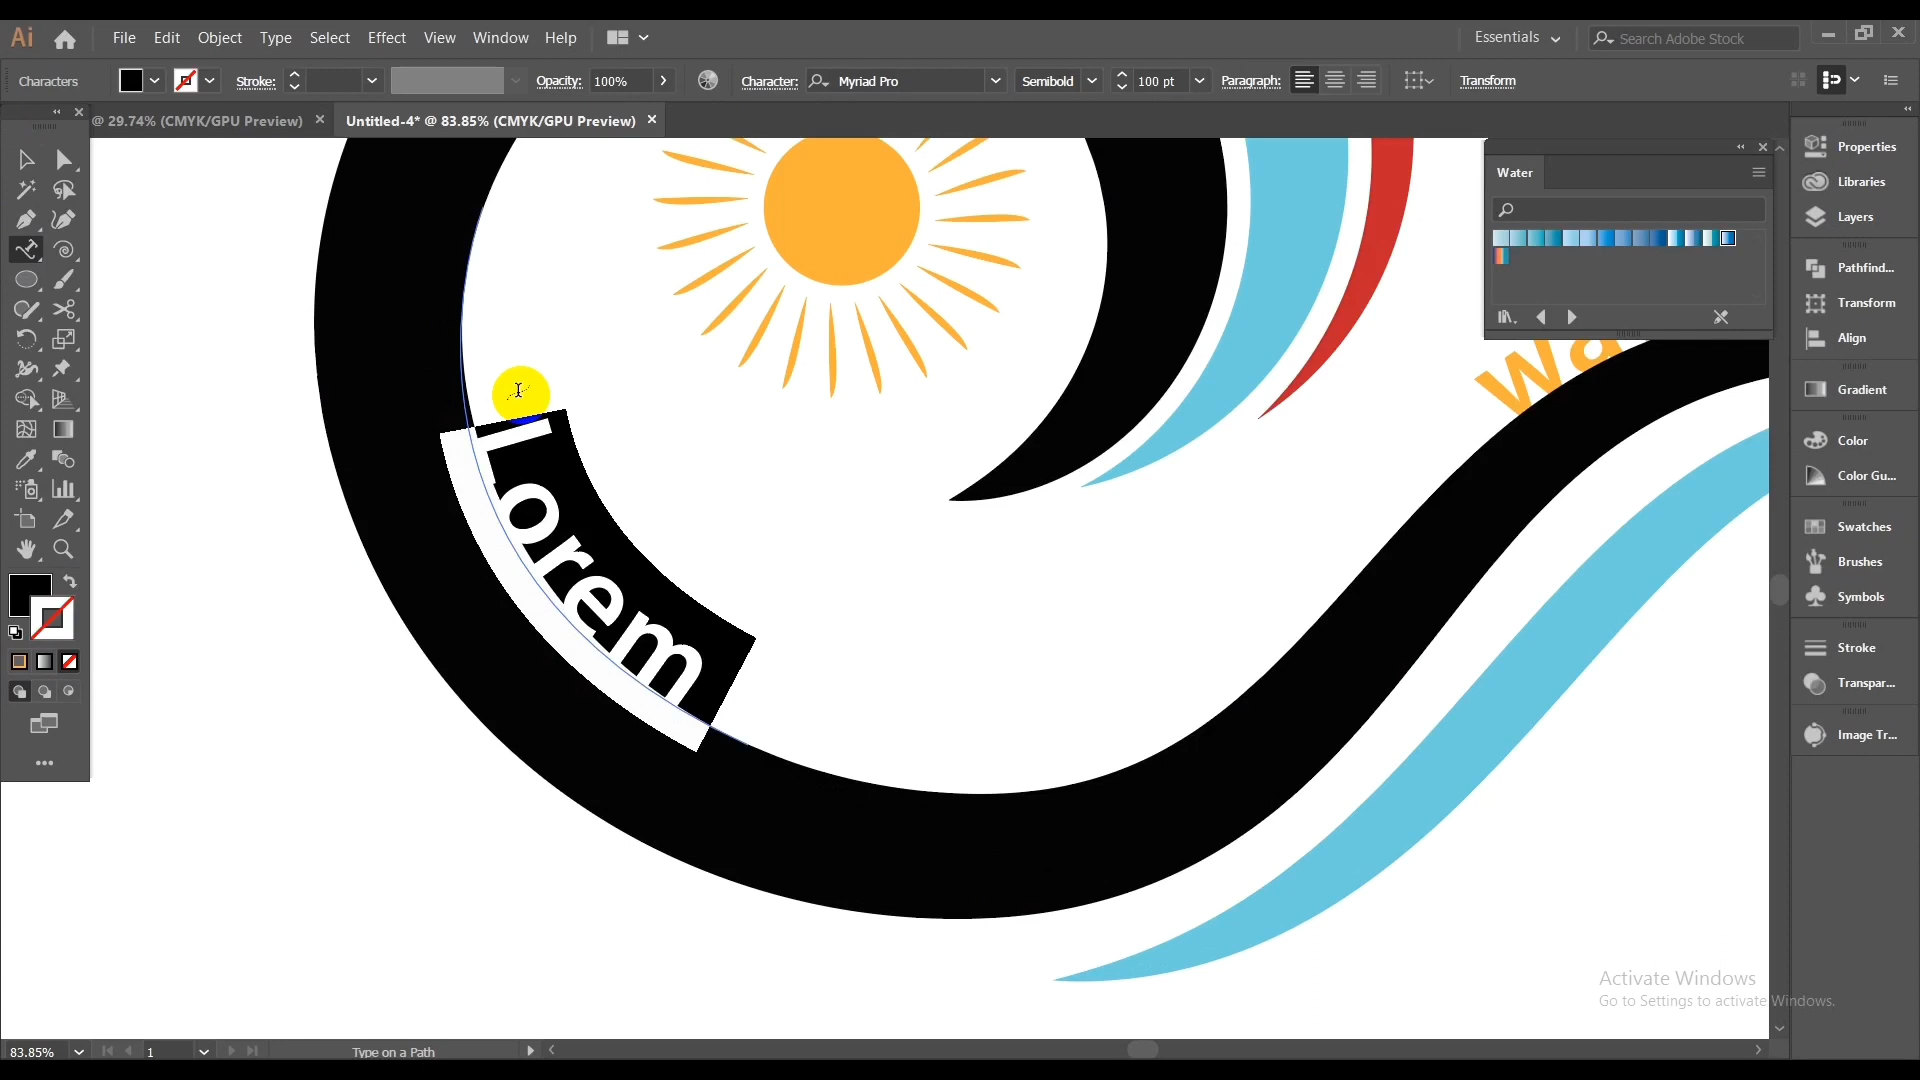 Ai File Edit Object Type Select Effect View Window Help Essentials Search Adobe Stock
Characters Stroke: Opacity: 100% Character: Myriad Pro Semibold 100 pt Paragraph: Transform
@ 29.74% (CMYK/GPU Preview) × Untitled-4* @ 83.85% (CMYK/GPU Preview) ×
Water
Properties
Libraries
Layers
Pathfind...
Transform
Align
Gradient
Color
Color Gu...
Swatches
Brushes
Symbols
Stroke
Transpar...
Image Tr...
Wa
Lorem
Activate Windows
Go to Settings to activate Windows.
83.85% 1 Type on a Path